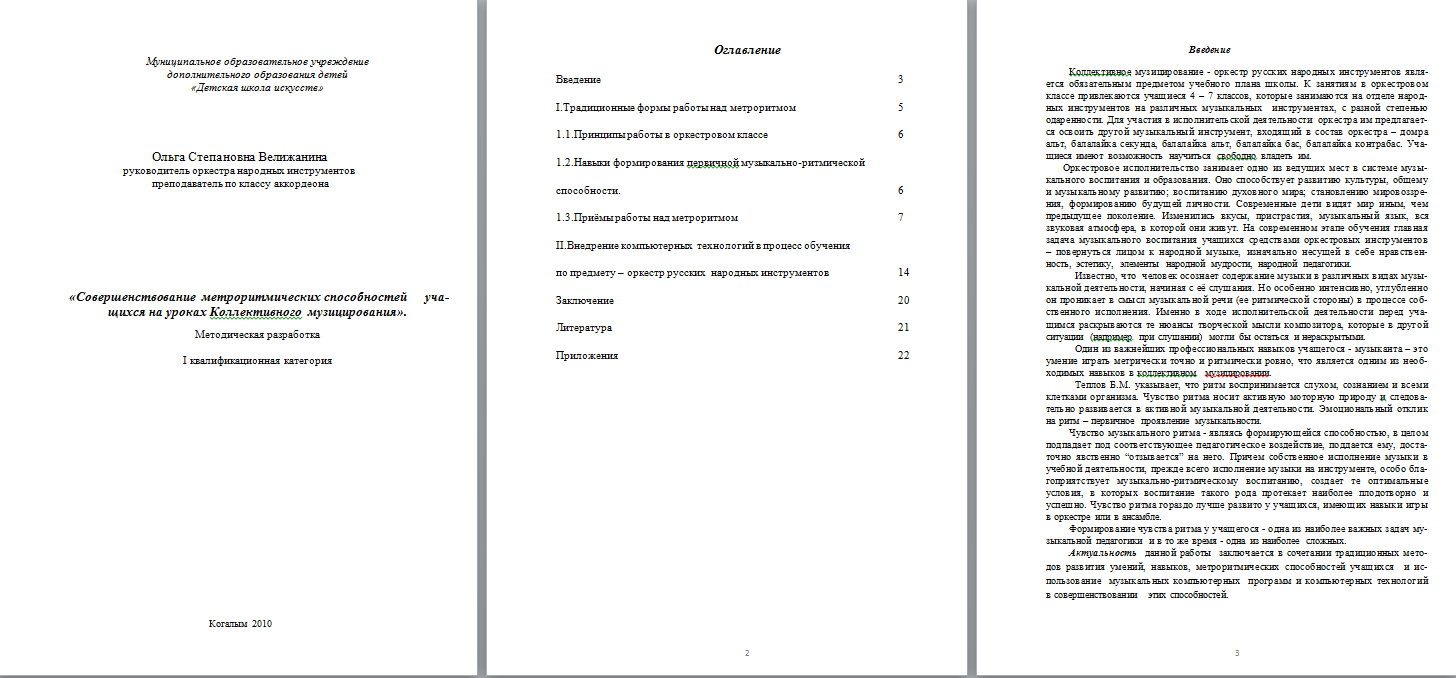 Муниципальное образовательное учреждение
дополнительного образования детей
«Детская школа искусств»
Ольга Степановна Велижанина
руководитель оркестра народных инструментов
преподаватель по классу аккордеона
«Совершенствование метроритмических способностей уча-
щихся на уроках Коллективного музицирования».
Методическая разработка
I квалификационная категория
Когалым 2010
Оглавление
Введение 3
I.Традиционные формы работы над метроритмом 5
1.1.Принципы работы в оркестровом классе 6
1.2.Навыки формирования первичной музыкально-ритмической
способности. 6
1.3.Приёмы работы над метроритмом 7
II.Внедрение компьютерных технологий в процесс обучения
по предмету – оркестр русских народных инструментов 14
Заключение 20
Литература 21
Приложения 22
2
Введение
Коллективное музицирование - оркестр русских народных инструментов явля-
ется обязательным предметом учебного плана школы. К занятиям в оркестровом
классе привлекаются учащиеся 4 – 7 классов, которые занимаются на отделе народ-
ных инструментов на различных музыкальных инструментах, с разной степенью
одаренности. Для участия в исполнительской деятельности оркестра им предлагает-
ся освоить другой музыкальный инструмент, входящий в состав оркестра – домра
альт, балалайка секунда, балалайка альт, балалайка бас, балалайка контрабас. Уча-
щиеся имеют возможность научиться свободно владеть им.
Оркестровое исполнительство занимает одно из ведущих мест в системе музы-
кального воспитания и образования. Оно способствует развитию культуры, общему
и музыкальному развитию; воспитанию духовного мира; становлению мировоззре-
ния, формированию будущей личности. Современные дети видят мир иным, чем
предыдущее поколение. Изменились вкусы, пристрастия, музыкальный язык, вся
звуковая атмосфера, в которой они живут. На современном этапе обучения главная
задача музыкального воспитания учащихся средствами оркестровых инструментов
– повернуться лицом к народной музыке, изначально несущей в себе нравствен-
ность, эстетику, элементы народной мудрости, народной педагогики.
Известно, что человек осознает содержание музыки в различных видах музы-
кальной деятельности, начиная с её слушания. Но особенно интенсивно, углубленно
он проникает в смысл музыкальной речи (ее ритмической стороны) в процессе соб-
ственного исполнения. Именно в ходе исполнительской деятельности перед уча-
щимся раскрываются те нюансы творческой мысли композитора, которые в другой
ситуации (например, при слушании) могли бы остаться и нераскрытыми.
Один из важнейших профессиональных навыков учащегося - музыканта – это
умение играть метрически точно и ритмически ровно, что является одним из необ-
ходимых навыков в коллективном музицировании.
Теплов Б.М. указывает, что ритм воспринимается слухом, сознанием и всеми
клетками организма. Чувство ритма носит активную моторную природу и, следова-
тельно развивается в активной музыкальной деятельности. Эмоциональный отклик
на ритм – первичное проявление музыкальности.
Чувство музыкального ритма - являясь формирующейся способностью, в целом
подпадает под соответствующее педагогическое воздействие, поддается ему, доста-
точно явственно “отзывается” на него. Причем собственное исполнение музыки в
учебной деятельности, прежде всего исполнение музыки на инструменте, особо бла-
гоприятствует музыкально-ритмическому воспитанию, создает те оптимальные
условия, в которых воспитание такого рода протекает наиболее плодотворно и
успешно. Чувство ритма гораздо лучше развито у учащихся, имеющих навыки игры
в оркестре или в ансамбле.
Формирование чувства ритма у учащегося - одна из наиболее важных задач му-
зыкальной педагогики и в то же время - одна из наиболее сложных.
Актуальность данной работы заключается в сочетании традиционных мето-
дов развития умений, навыков, метроритмических способностей учащихся и ис-
пользование музыкальных компьютерных программ и компьютерных технологий
в совершенствовании этих способностей.
3